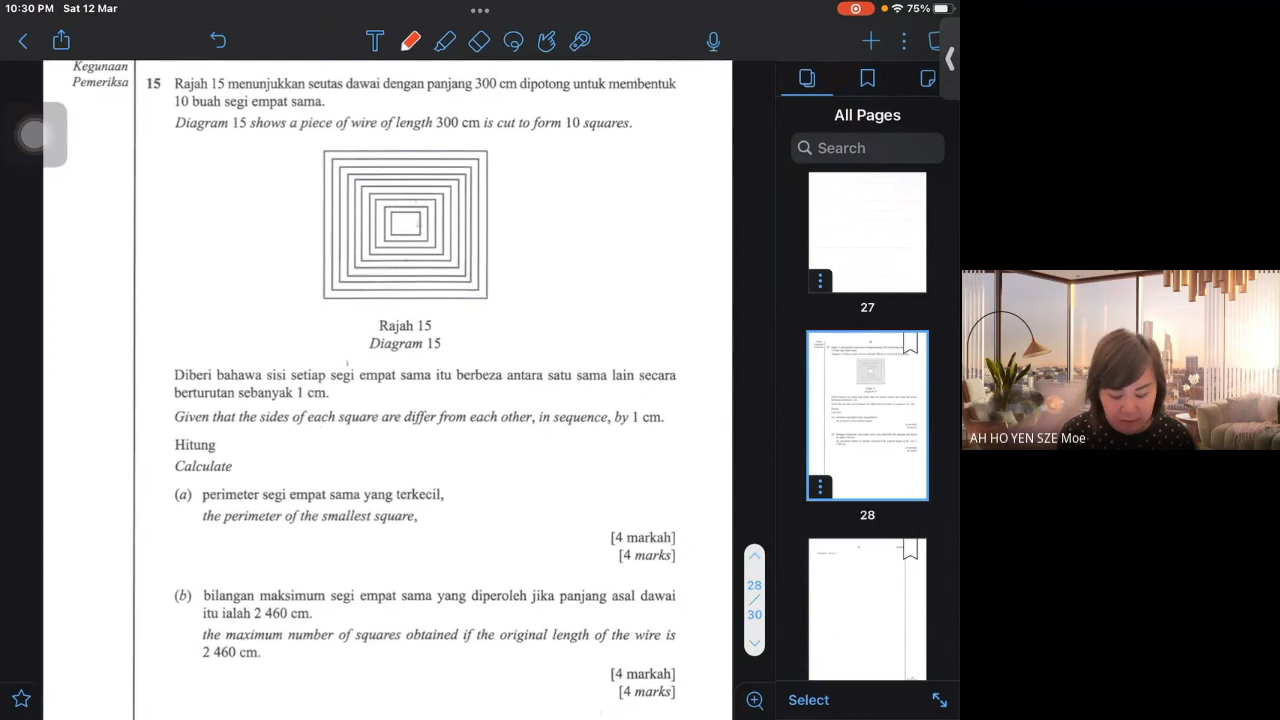 10:30 PM Sat 12 Mar
75%
Kegunaan
Pemeriksa
15 Rajah 15 menunjukkan seutas dawai dengan panjang 300 cm dipotong untuk membentuk
10 buah segi empat sama.
Diagram 15 shows a piece of wire of length 300 cm is cut to form 10 squares.
Rajah 15
Diagram 15
Diberi bahawa sisi setiap segi empat sama itu berbeza antara satu sama lain secara
berturutan sebanyak 1 cm.
Given that the sides of each square are differ from each other, in sequence, by 1 cm.
Hitung
Calculate
(a) perimeter segi empat sama yang terkecil,
the perimeter of the smallest square,
[4 markah]
[4 marks]
(b) bilangan maksimum segi empat sama yang diperoleh jika panjang asal dawai
itu ialah 2 460 cm.
the maximum number of squares obtained if the original length of the wire is
2 460 cm.
[4 markah]
[4 marks]
28
/
30
All Pages
Search
27
28
Select
AH HO YEN SZE Moe